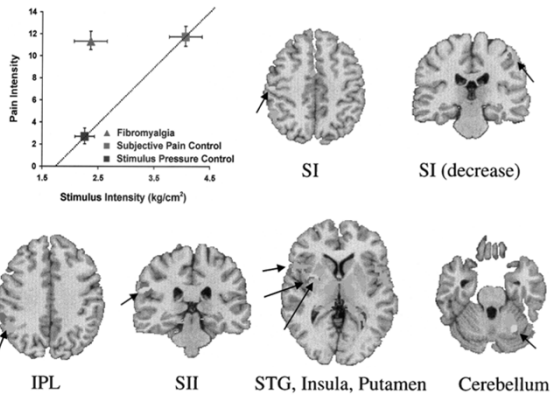 14
12
10
8
6
4
2
0
Pain Intensity
Fibromyalgia
Subjective Pain Control
Stimulus Pressure Control
1.5 2.5 3.5 4.5
Stimulus Intensity (kg/cm²)
SI
SI (decrease)
IPL
SII
STG, Insula, Putamen
Cerebellum